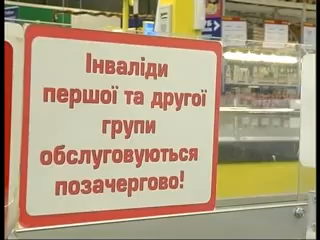 Інваліди
першої та другої
групи
обслуговуються
позачергово!